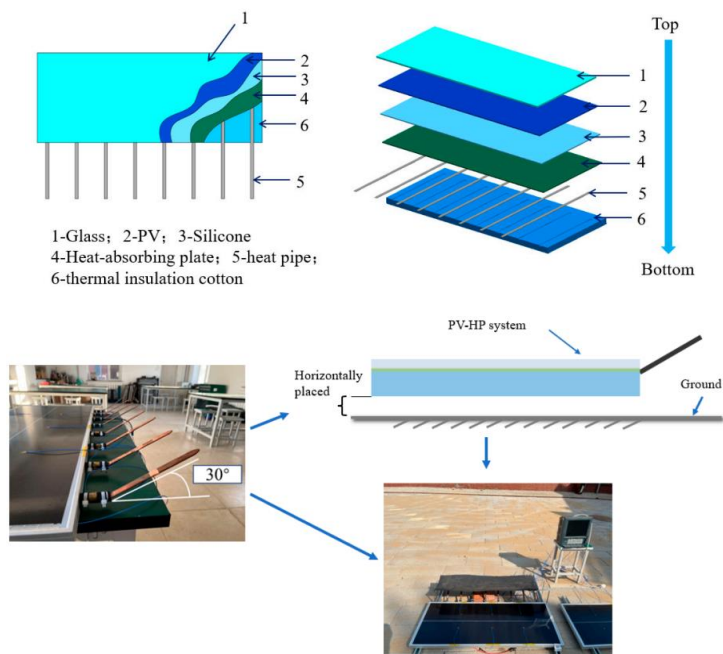 1
2
3
4
6
5
1-Glass；2-PV；3-Silicone
4-Heat-absorbing plate；5-heat pipe；
6-thermal insulation cotton
Top
1
2
3
4
5
6
Bottom
PV-HP system
Horizontally
placed
Ground
30°